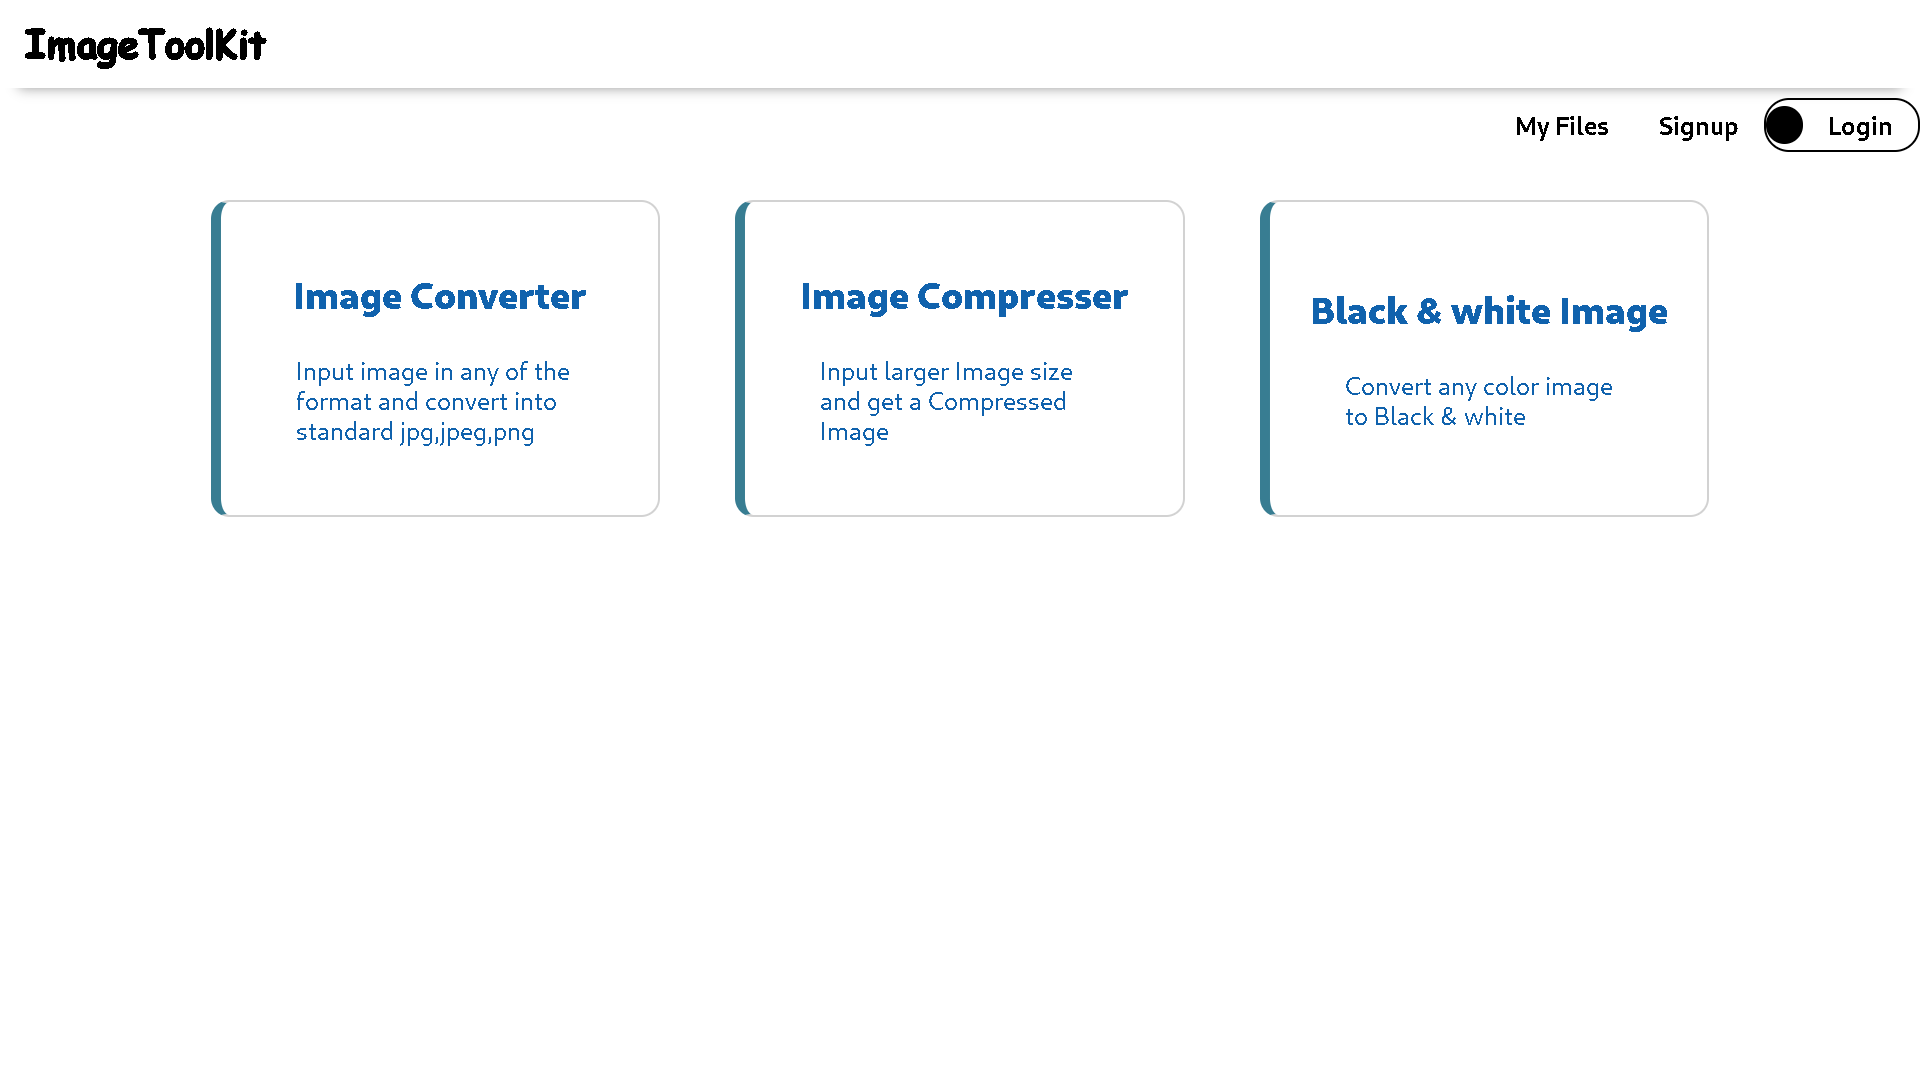 ImageToolKit
My Files
Signup
Login
Image Converter
Input image in any of the
format and convert into
standard jpg,jpeg,png
Image Compresser
Input larger Image size
and get a Compressed
Image
Black & white Image
Convert any color image
to Black & white